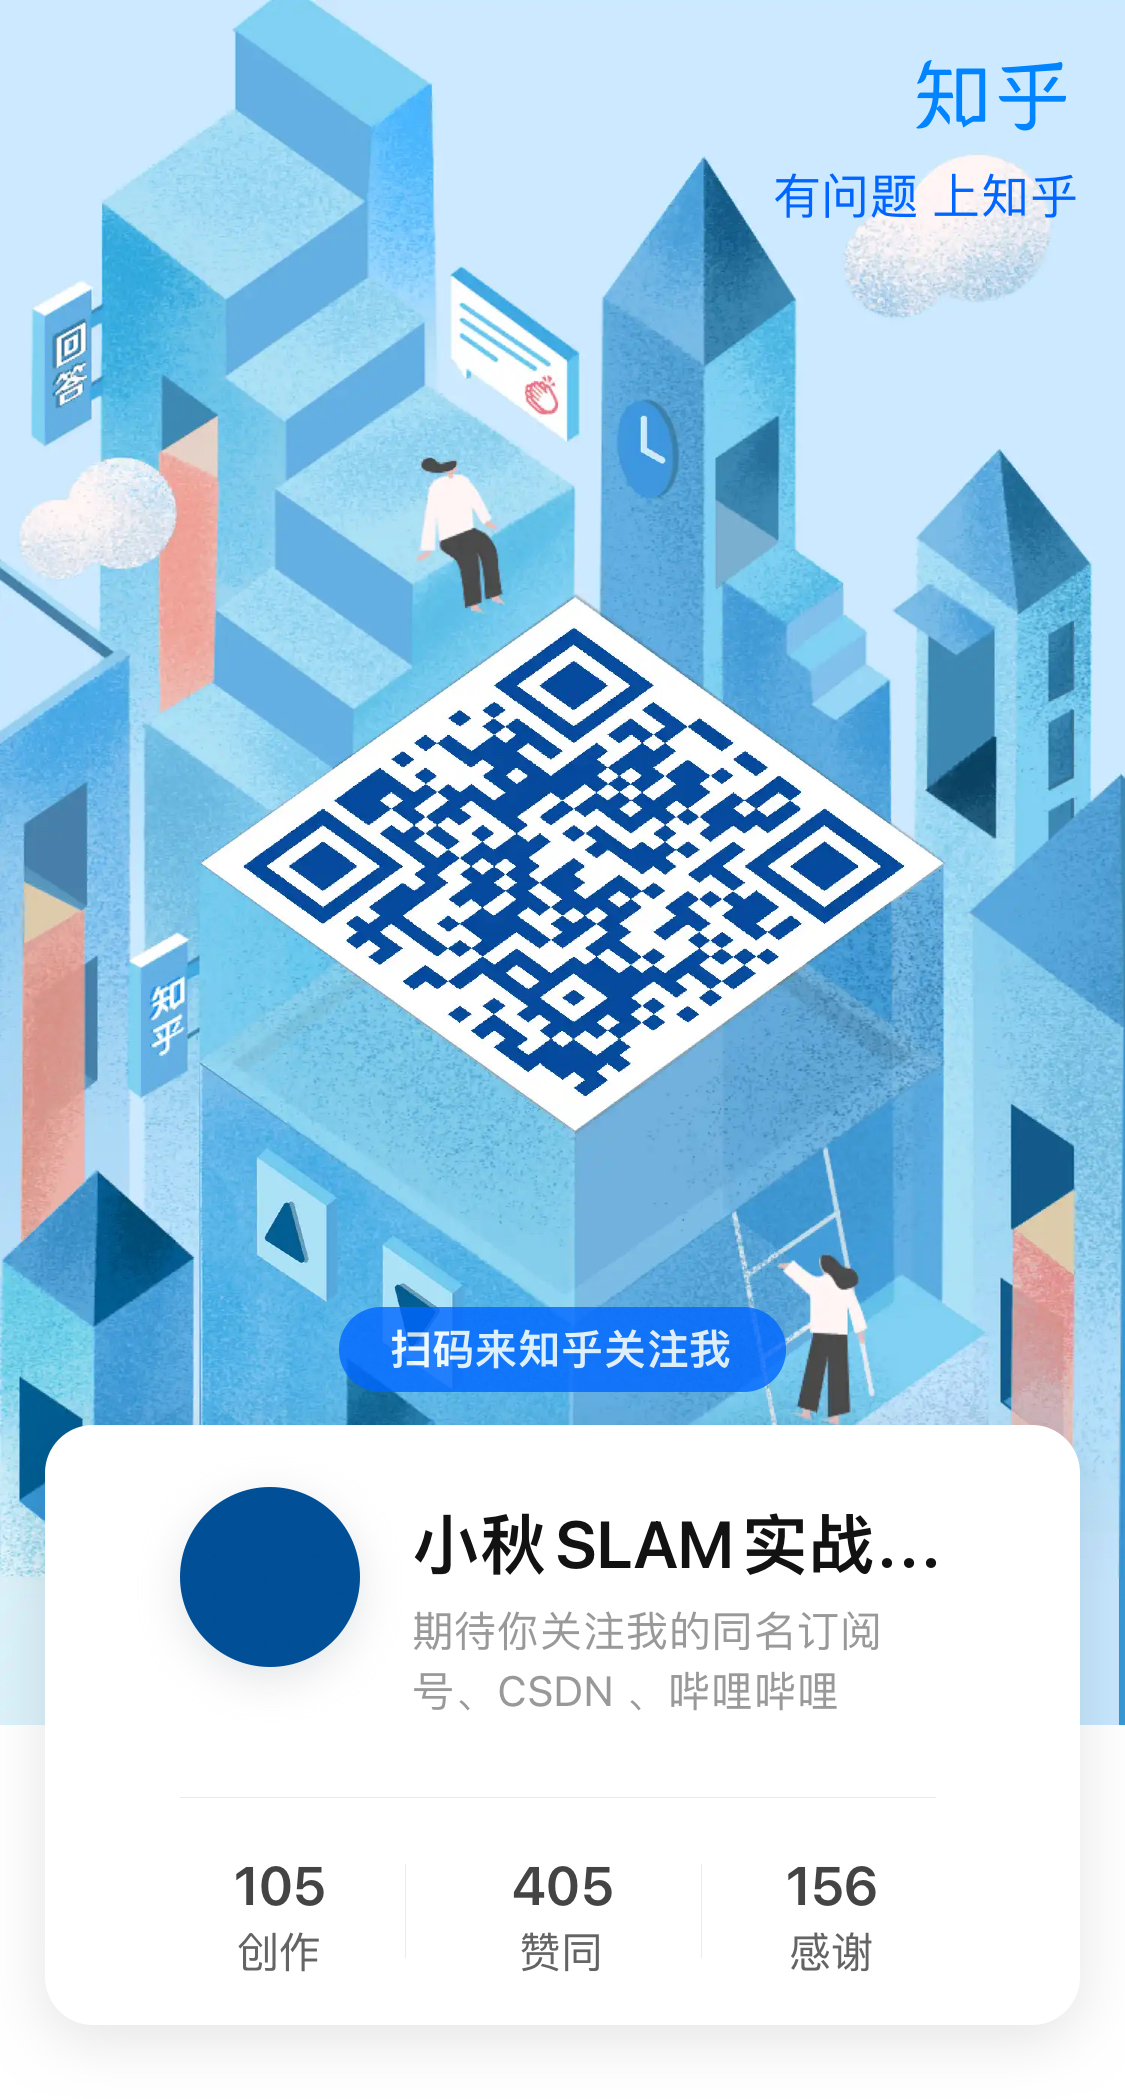 知乎
有问题 上知乎
回答
知乎
扫码来知乎关注我
小秋SLAM实战...
期待你关注我的同名订阅
号、CSDN 、哔哩哔哩
105
创作
405
赞同
156
感谢